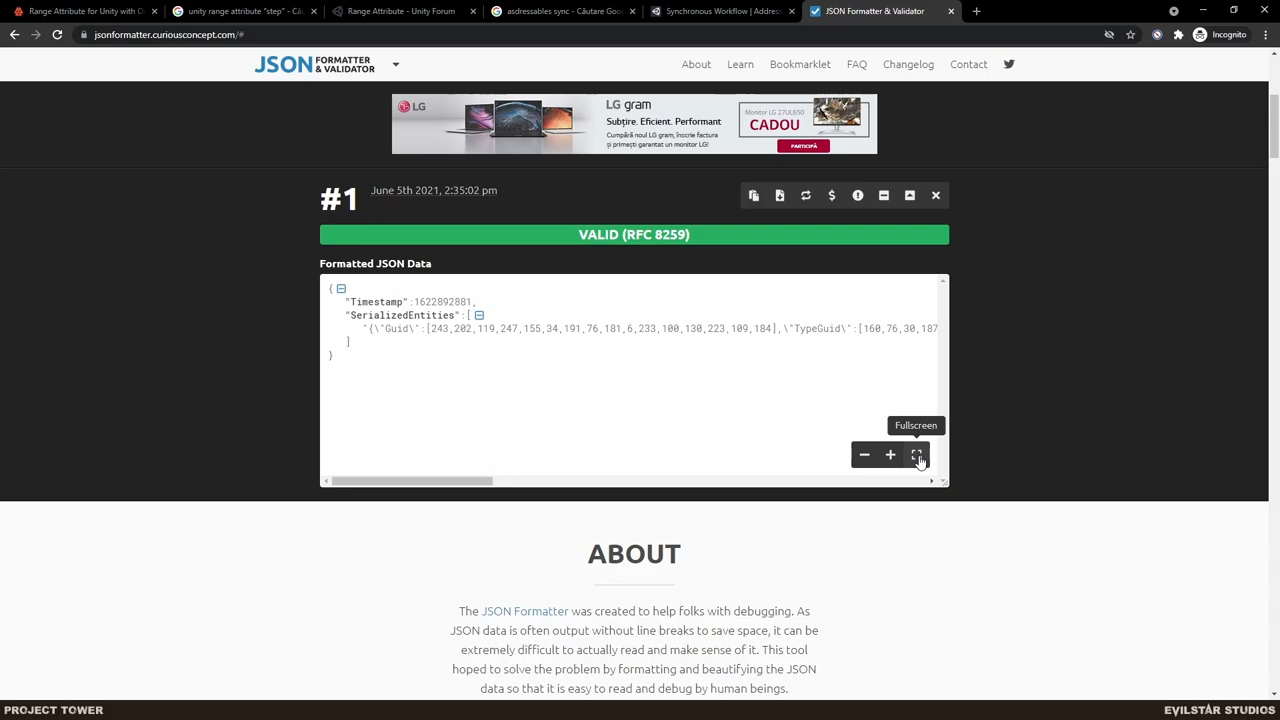 Range Attribute for Unity with O
unity range attribute "step" - Că
Range Attribute - Unity Forum
asdressables sync - Căutare Goo
Synchronous Workflow | Address
JSON Formatter & Validator
jsonformatter.curiousconcept.com/#
Incognito
JSON FORMATTER & VALIDATOR
About
Learn
Bookmarklet
FAQ
Changelog
Contact
LG
LG gram
Subțire. Eficient. Performant
Cumpără noul LG gram, înscrie factura
și primești garantat un monitor LG!
Monitor LG 27UL650
CADOU
PARTICIPĂ
#1
June 5th 2021, 2:35:02 pm
VALID (RFC 8259)
Formatted JSON Data
{
"Timestamp":1622892881,
"SerializedEntities":[
"{\"Guid\":[243,202,119,247,155,34,191,76,181,6,233,100,130,223,109,184],\"TypeGuid\":[160,76,30,187
]
}
Fullscreen
ABOUT
The JSON Formatter was created to help folks with debugging. As
JSON data is often output without line breaks to save space, it can be
extremely difficult to actually read and make sense of it. This tool
hoped to solve the problem by formatting and beautifying the JSON
data so that it is easy to read and debug by human beings.
PROJECT TOWER
EVILSTAR STUDIOS